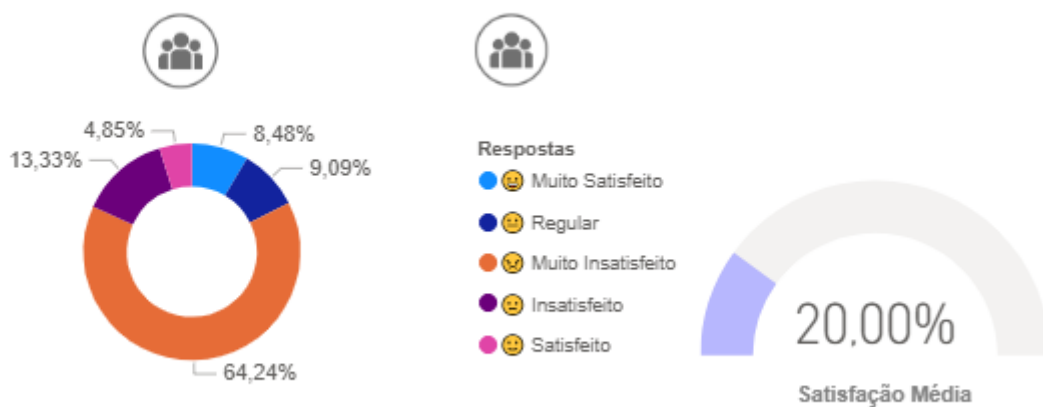 4,85%
8,48%
13,33%
9,09%
64,24%
Respostas
Muito Satisfeito
Regular
Muito Insatisfeito
Insatisfeito
Satisfeito
20,00%
Satisfação Média